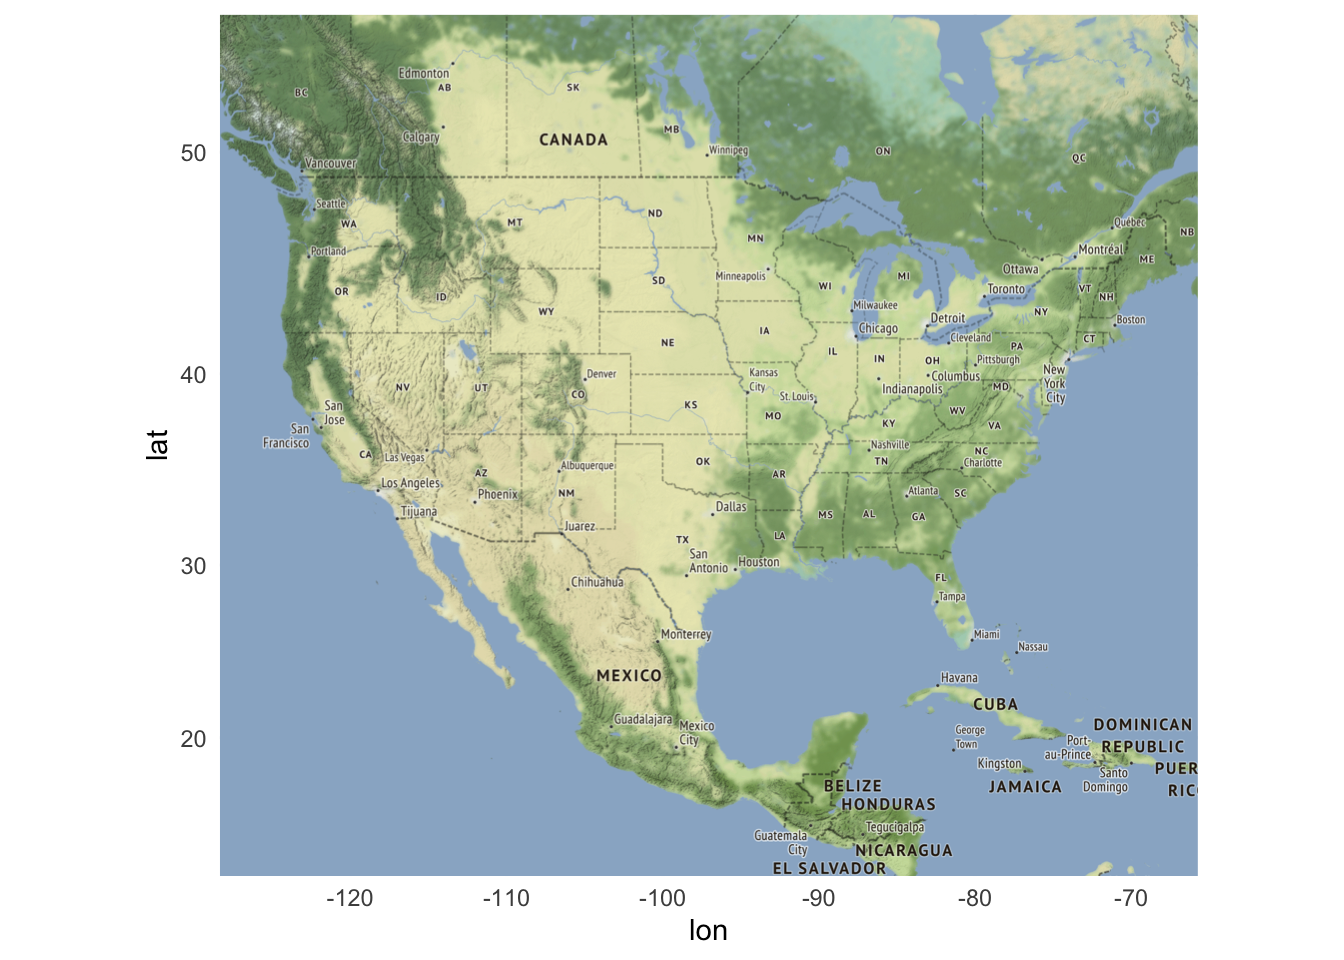 Edmonton
AB
SK
BC
CANADA
MB
Calgary
Winnipeg
ON
QC
50
Vancouver
Seattle
WA
MT
ND
MN
Québec
NB
Portland
Montréal
ME
Ottawa
OR
ID
SD
Minneapolis
WI
MI
Toronto
VT
NH
WY
Milwaukee
NY
Boston
IA
Chicago
Detroit
Cleveland
CT
NE
IL
IN
OH
PA
Pittsburgh
40
NV
UT
Denver
CO
Kansas
City
Columbus
Indianapolis
New
York
City
MD
San
Jose
KS
St. Louis
MO
WV
KY
VA
San
Francisco
CA
Las Vegas
Nashville
NC
Charlotte
OK
TN
AZ
Albuquerque
AR
Los Angeles
Phoenix
NM
Atlanta
SC
Tijuana
Dallas
MS
AL
GA
Juarez
TX
LA
lat
30
San
Antonio
Houston
FL
Chihuahua
Tampa
Monterrey
Miami
Nassau
MEXICO
Havana
CUBA
Guadalajara
Mexico
City
George
Town
DOMINICAN
REPUBLIC
20
Port-
au-Prince
Kingston
Santo
Domingo
PUER
RIC
BELIZE
JAMAICA
HONDURAS
Tegucigalpa
Guatemala
City
NICARAGUA
EL SALVADOR
-120
-110
-100
-90
-80
-70
lon